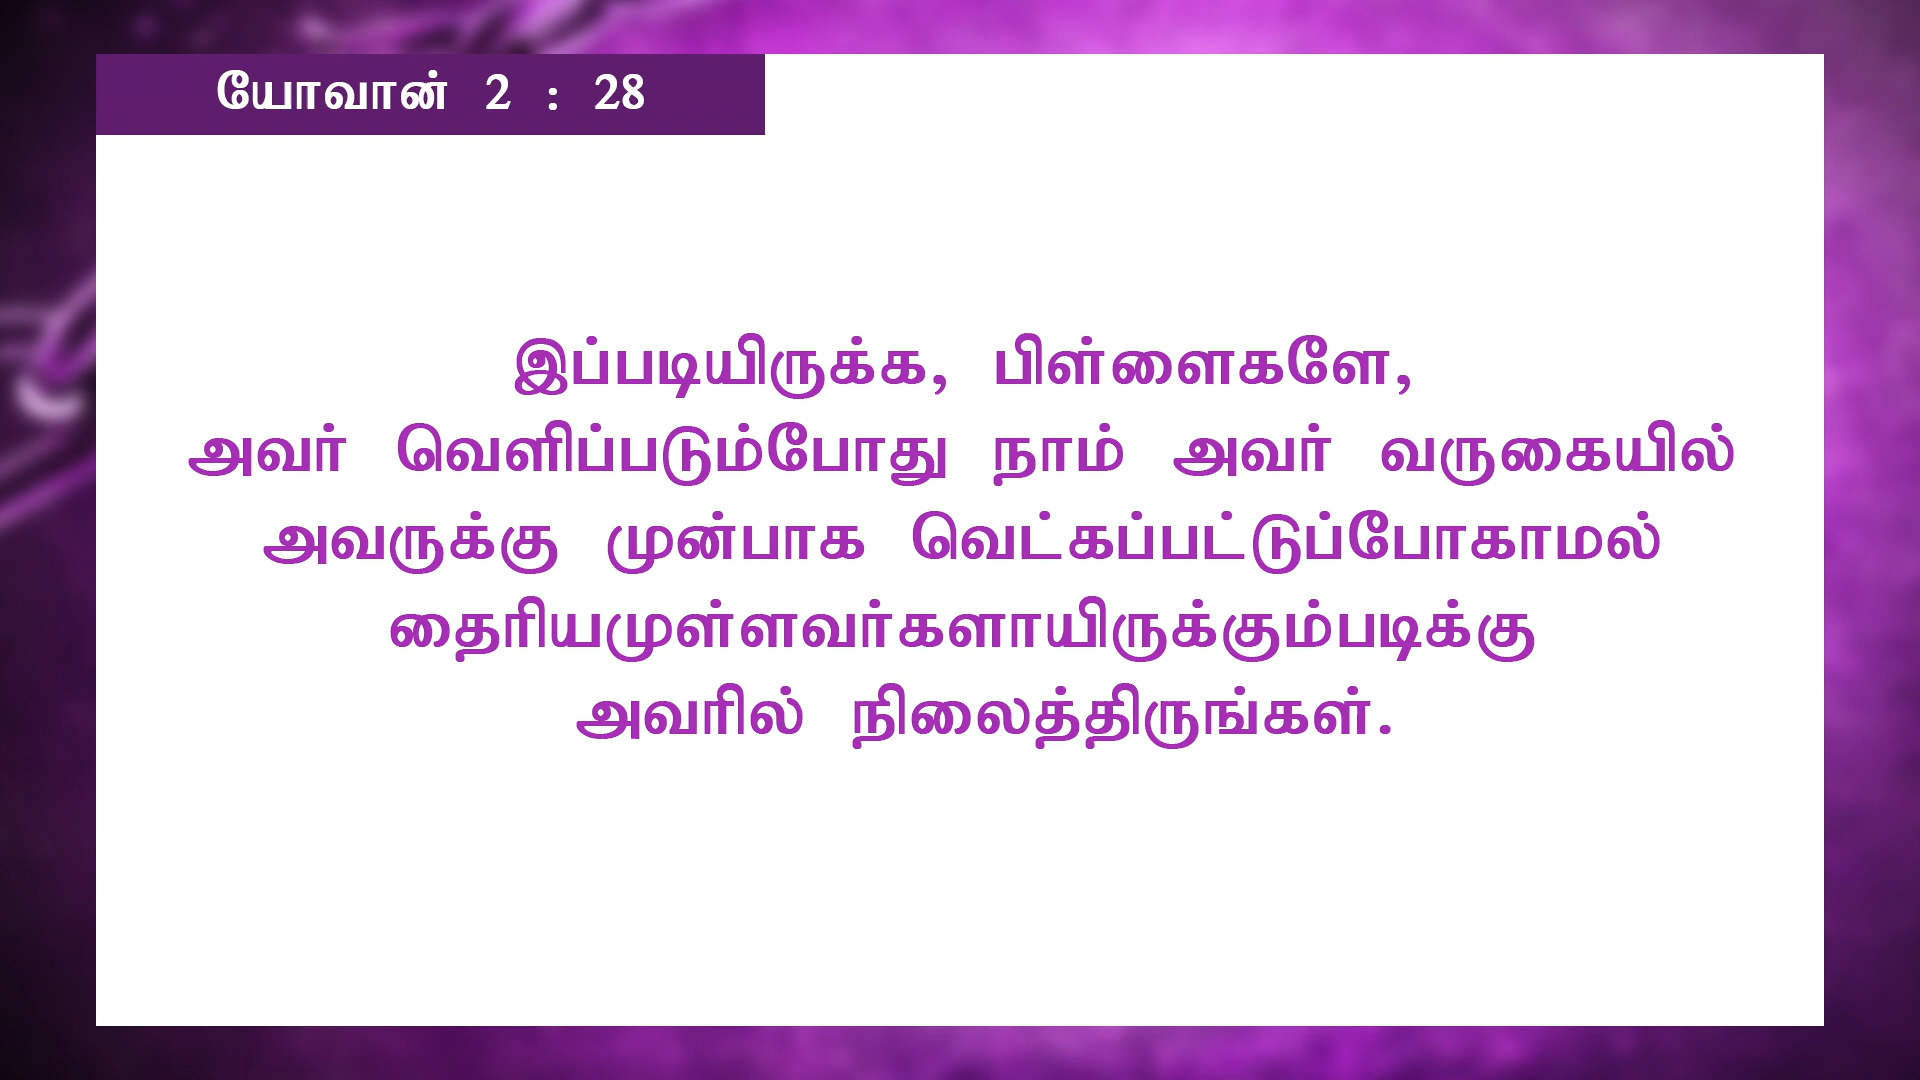 யோவான் 2 : 28
இப்படியிருக்க, பிள்ளைகளே,
அவர் வெளிப்படும்போது நாம் அவர் வருகையில்
அவருக்கு முன்பாக வெட்கப்பட்டுப்போகாமல்
தைரியமுள்ளவர்களாயிருக்கும்படிக்கு
அவரில் நிலைத்திருங்கள்.